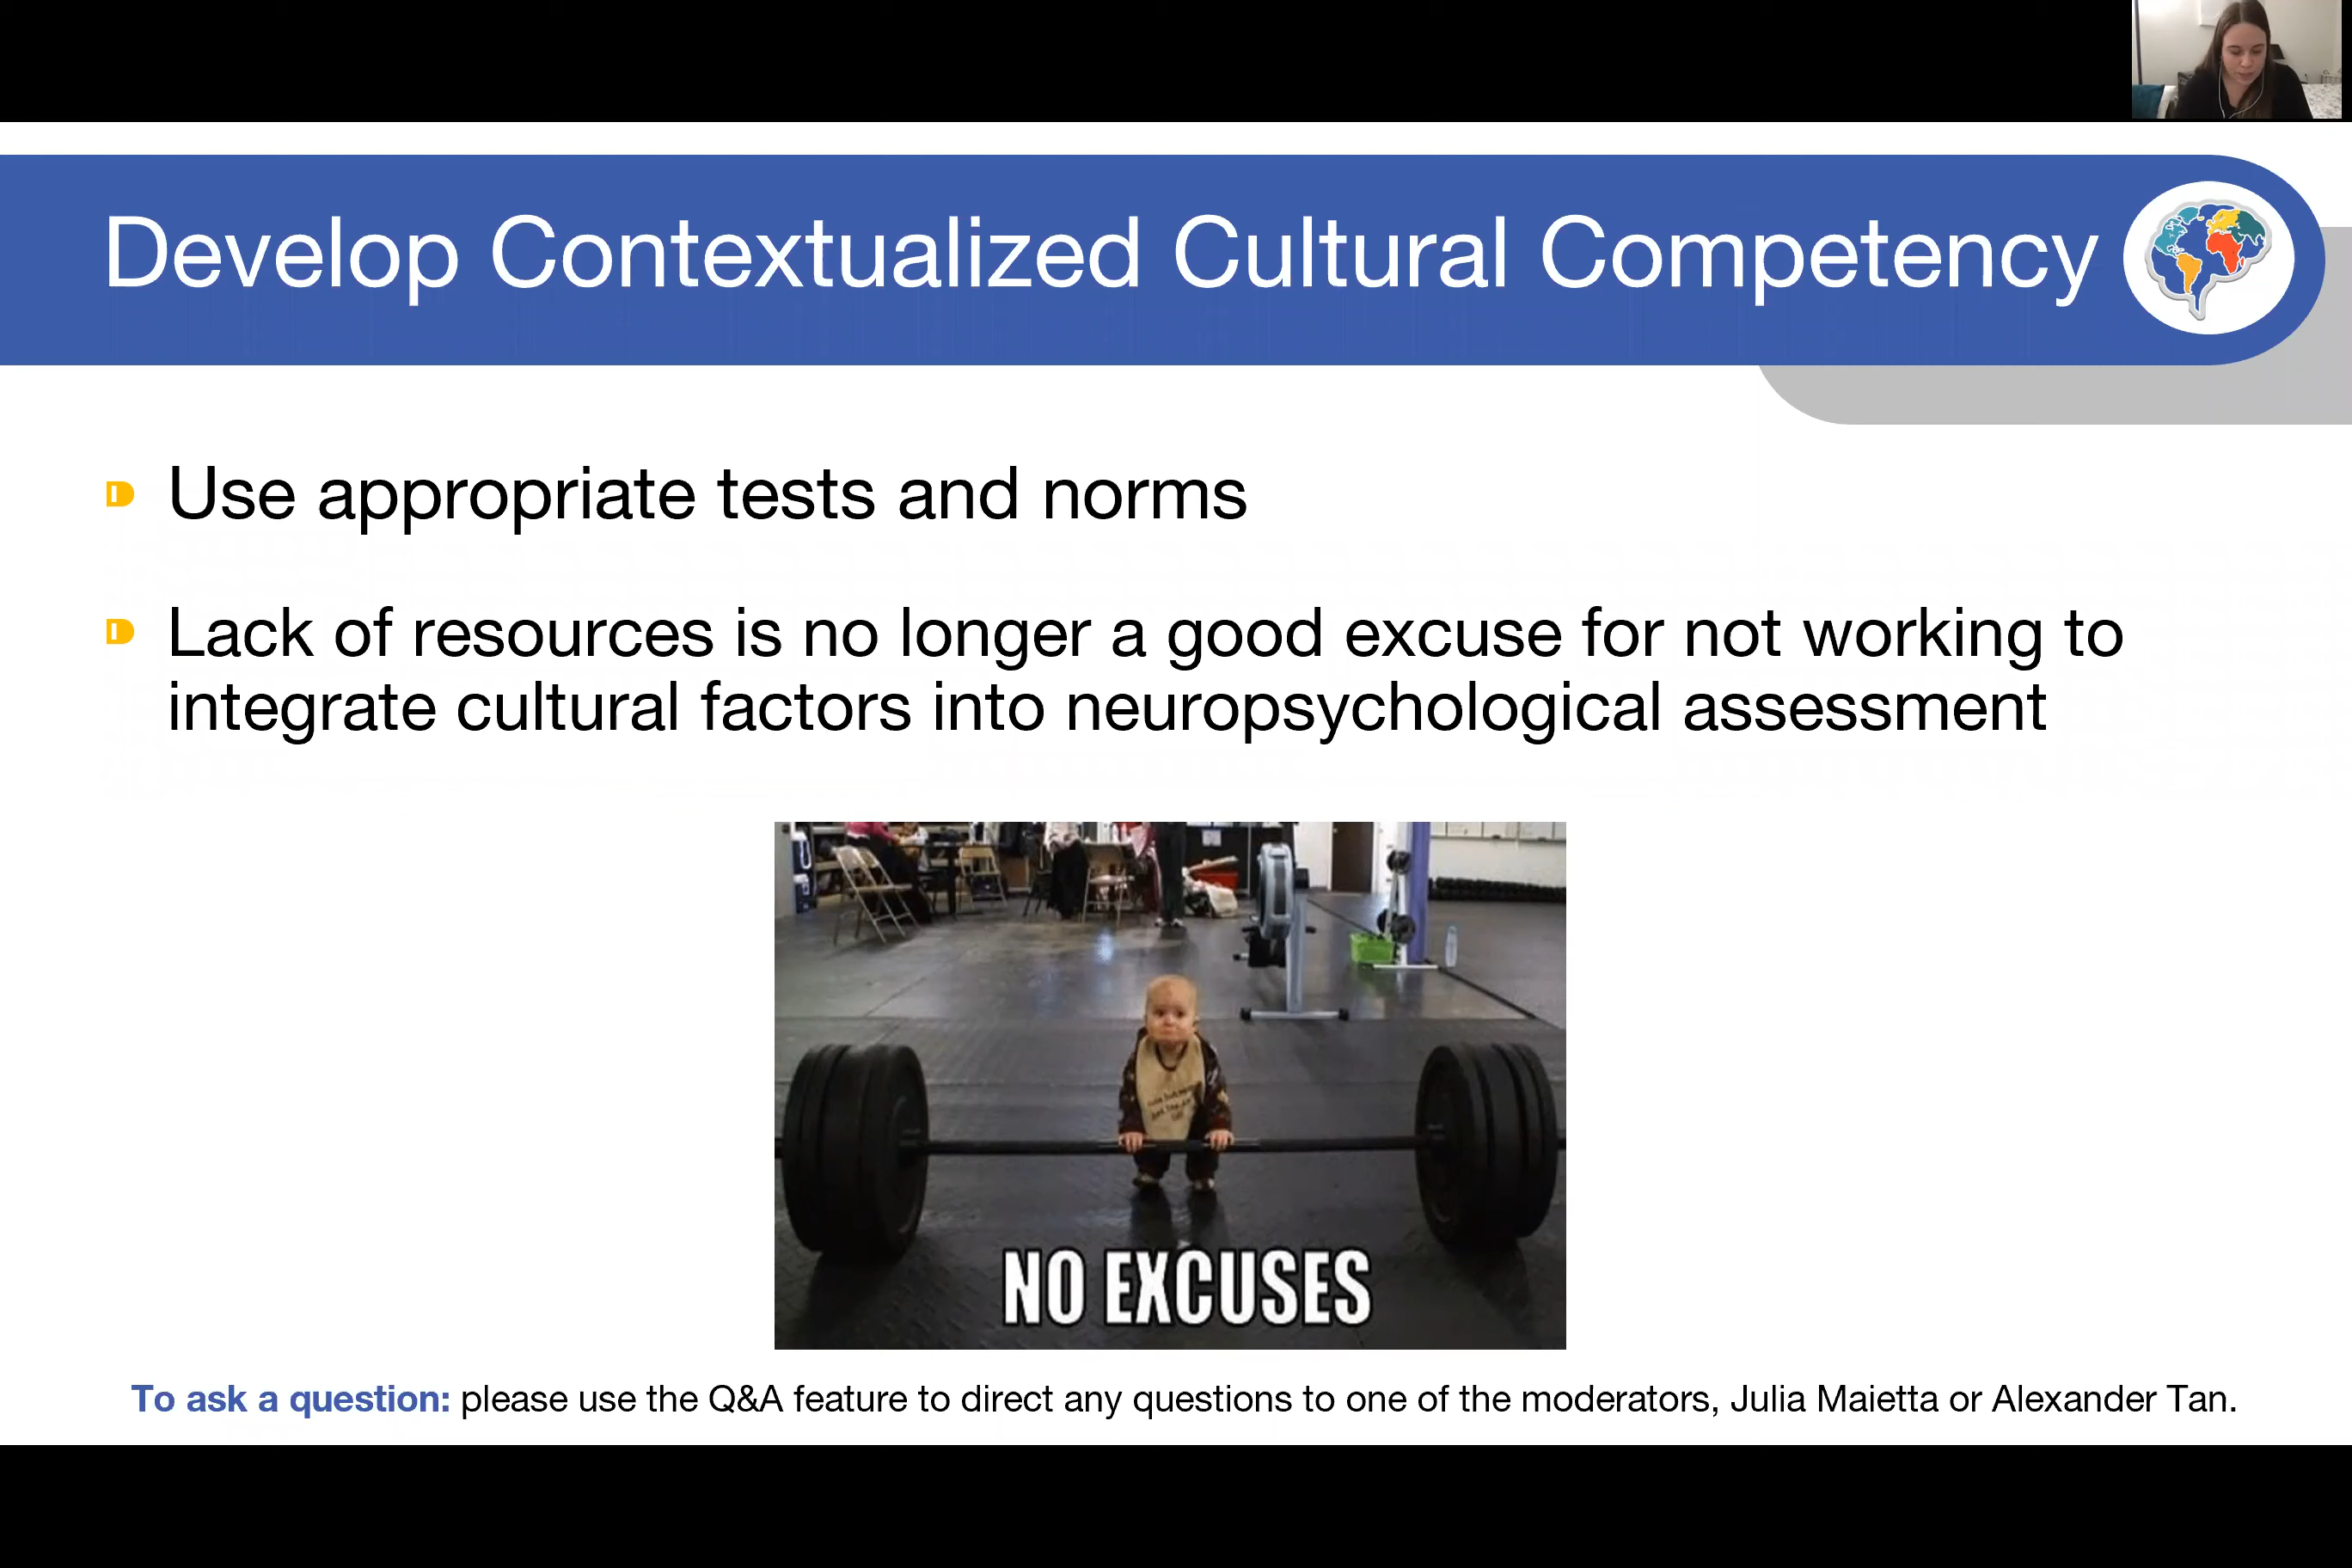 Develop Contextualized Cultural Competency
Use appropriate tests and norms
Lack of resources is no longer a good excuse for not working to
integrate cultural factors into neuropsychological assessment
NO EXCUSES
To ask a question: please use the Q&A feature to direct any questions to one of the moderators, Julia Maietta or Alexander Tan.